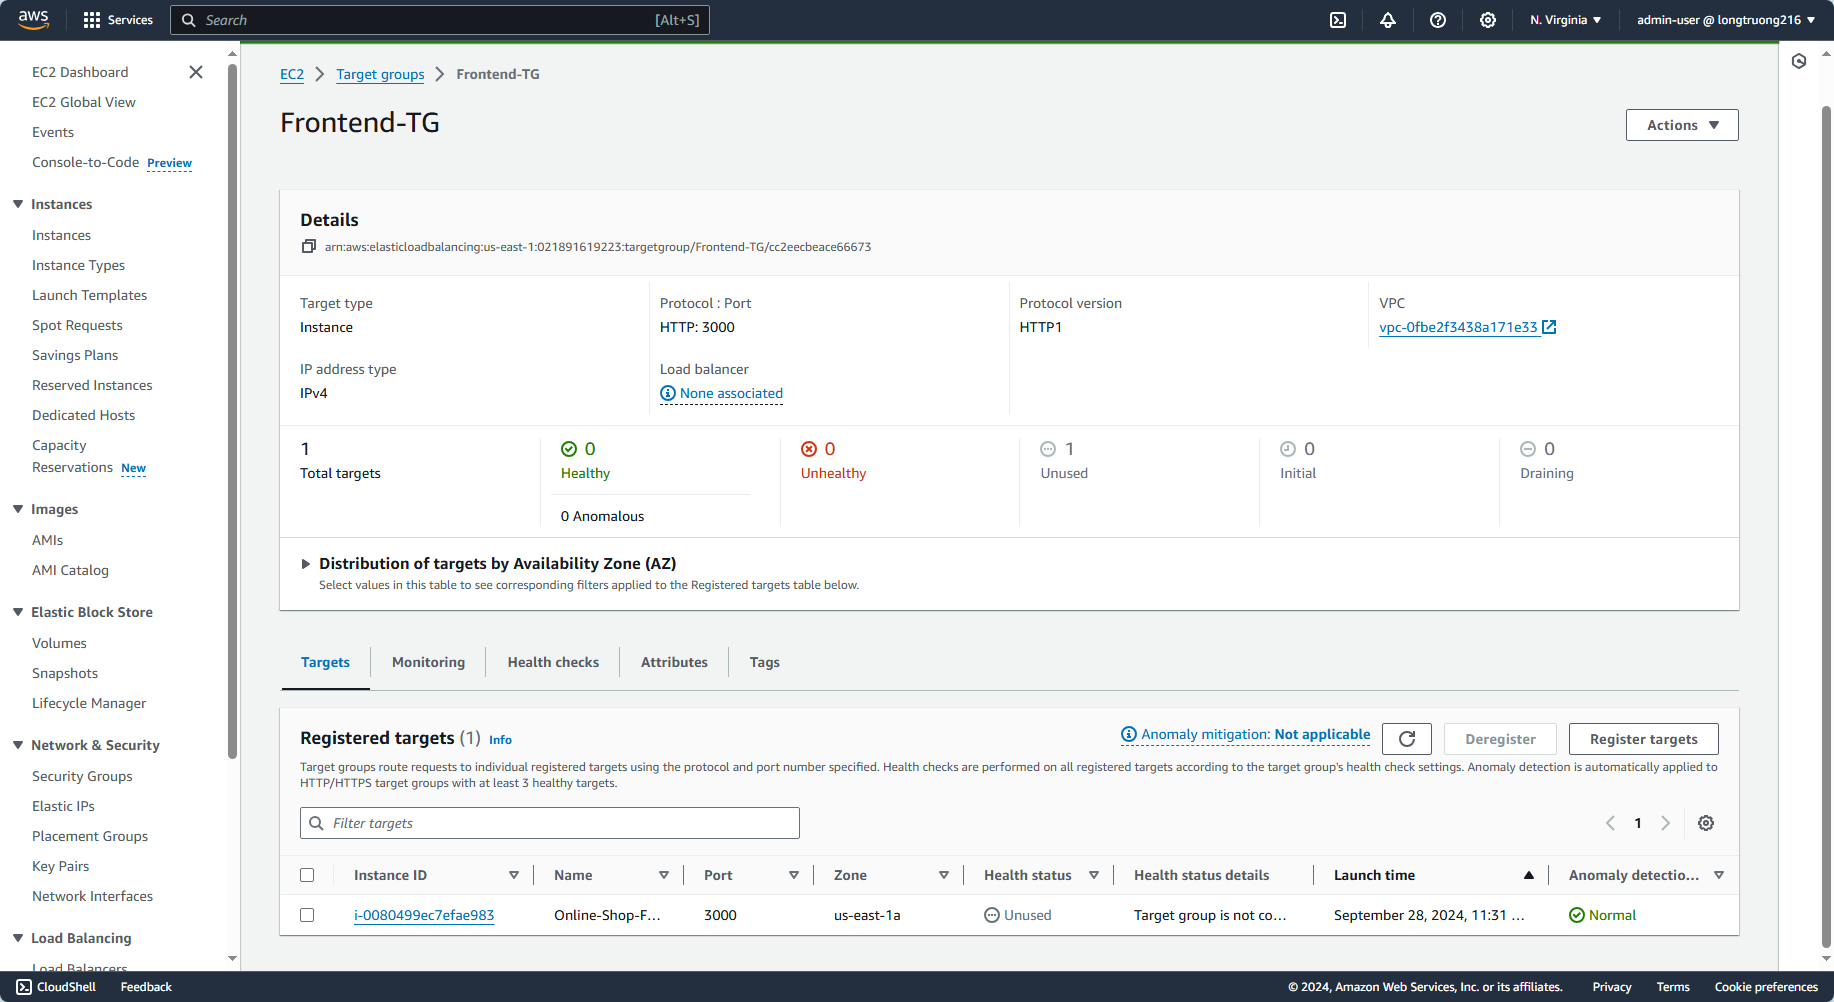 aws
Services
Search
[Alt+S]
N. Virginia
admin-user @ longtruong216
EC2 Dashboard
EC2 Global View
Events
Console-to-Code Preview
Instances
Instances
Instance Types
Launch Templates
Spot Requests
Savings Plans
Reserved Instances
Dedicated Hosts
Capacity
Reservations New
Images
AMIs
AMI Catalog
Elastic Block Store
Volumes
Snapshots
Lifecycle Manager
Network & Security
Security Groups
Elastic IPs
Placement Groups
Key Pairs
Network Interfaces
Load Balancing
Load Balancers
EC2
Target groups
Frontend-TG
Frontend-TG
Actions
Details
arn:aws:elasticloadbalancing:us-east-1:021891619223:targetgroup/Frontend-TG/cc2eecbeace66673
Target type
Instance
Protocol : Port
HTTP: 3000
Protocol version
HTTP1
VPC
vpc-0fbe2f3438a171e33
IP address type
IPv4
Load balancer
None associated
1
Total targets
0
Healthy
0 Anomalous
0
Unhealthy
1
Unused
0
Initial
0
Draining
Distribution of targets by Availability Zone (AZ)
Select values in this table to see corresponding filters applied to the Registered targets table below.
Targets
Monitoring
Health checks
Attributes
Tags
Registered targets (1) Info
Anomaly mitigation: Not applicable
Deregister
Register targets
Target groups route requests to individual registered targets using the protocol and port number specified. Health checks are performed on all registered targets according to the target group's health check settings. Anomaly detection is automatically applied to
HTTP/HTTPS target groups with at least 3 healthy targets.
Filter targets
1
Instance ID
Name
Port
Zone
Health status
Health status details
Launch time
Anomaly detectio...
i-0080499ec7efae983
Online-Shop-F...
3000
us-east-1a
Unused
Target group is not co...
September 28, 2024, 11:31 ...
Normal
CloudShell
Feedback
© 2024, Amazon Web Services, Inc. or its affiliates.
Privacy
Terms
Cookie preferences